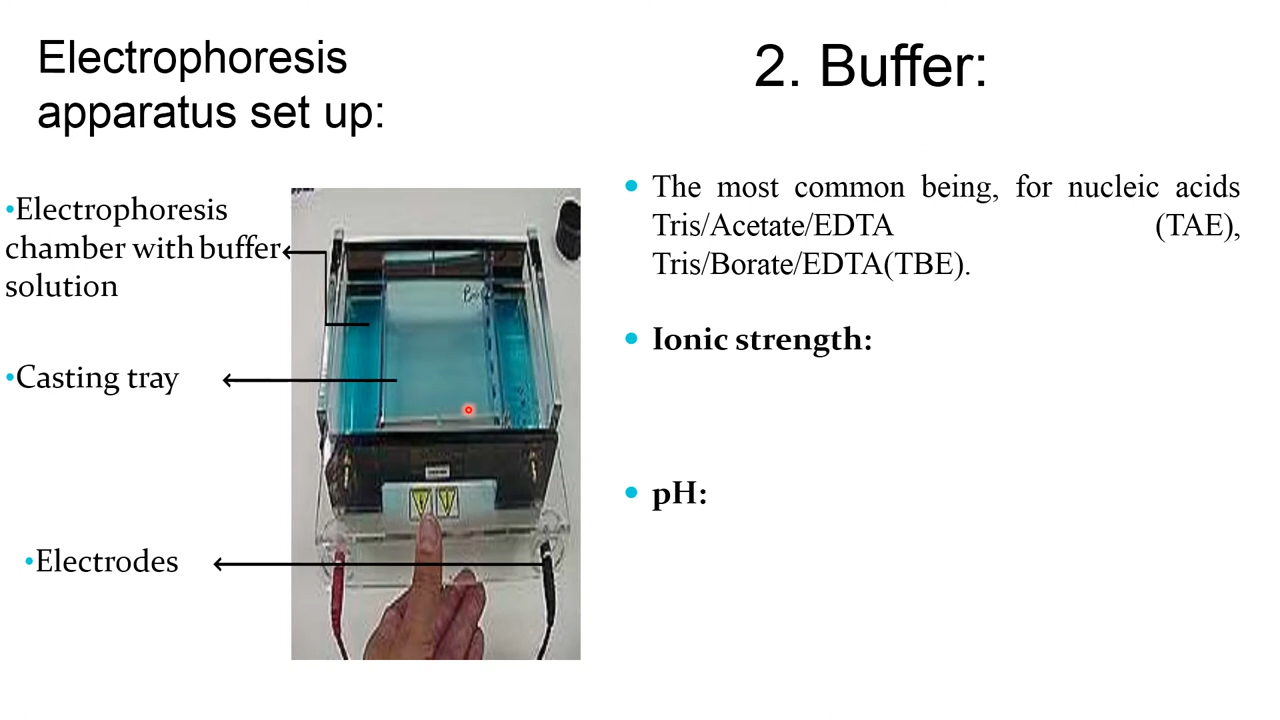 Electrophoresis
apparatus set up:
•Electrophoresis
chamber with buffer
solution
•Casting tray
•Electrodes
2. Buffer:
• The most common being, for nucleic acids
Tris/Acetate/EDTA (TAE),
Tris/Borate/EDTA(TBE).
• Ionic strength:
• pH: